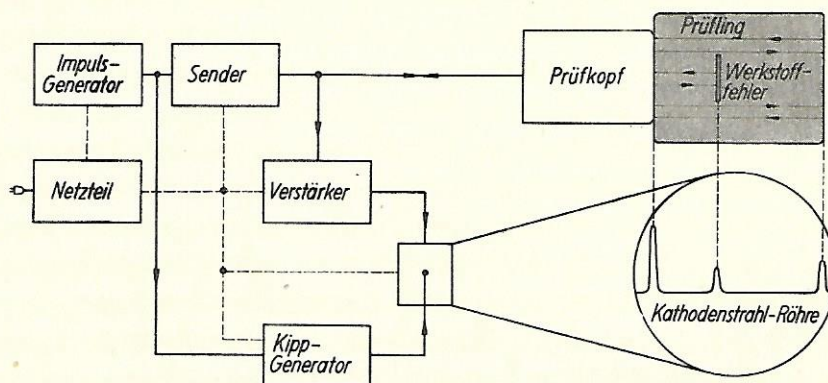 Impuls-
Generator
Sender
Prüfkopf
Prüfling
Werkstoff-
fehler
Netzteil
Verstärker
Kipp-
Generator
Kathodenstrahl-Röhre